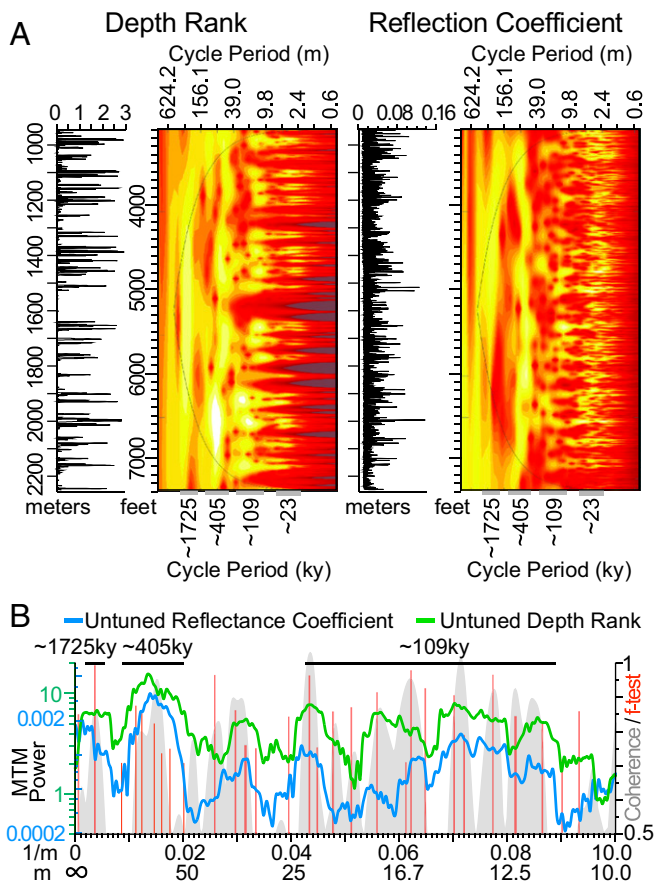 A
Depth Rank
Reflection Coefficient
Cycle Period (m)
Cycle Period (m)
624.2 156.1 39.0 9.8 2.4 0.6
624.2 156.1 39.0 9.8 2.4 0.6
0 1 2 3
0 0.08 0.16
1000
1200
1400
1600
1800
2000
2200
4000
5000
6000
7000
meters
feet
meters
feet
~1725 ~405 ~109 ~23
~1725 ~405 ~109 ~23
Cycle Period (ky)
Cycle Period (ky)
B
Untuned Reflectance Coefficient
Untuned Depth Rank
~1725ky ~405ky ~109ky
MTM
Power
10
0.002
1
0.0002
1
0.5
Coherence / f-test
1/m 0 0.02 0.04 0.06 0.08 10.0
m ∞ 50 25 16.7 12.5 10.0